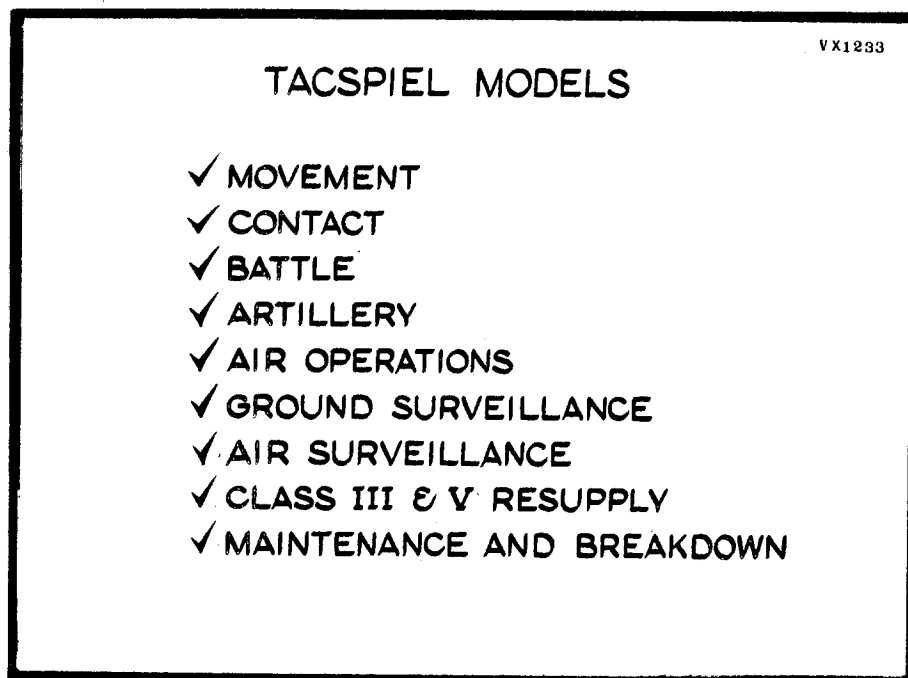 VX1233
TACSPIEL MODELS
✓ MOVEMENT
✓ CONTACT
✓ BATTLE
✓ ARTILLERY
✓ AIR OPERATIONS
✓ GROUND SURVEILLANCE
✓ AIR SURVEILLANCE
✓ CLASS III & V RESUPPLY
✓ MAINTENANCE AND BREAKDOWN